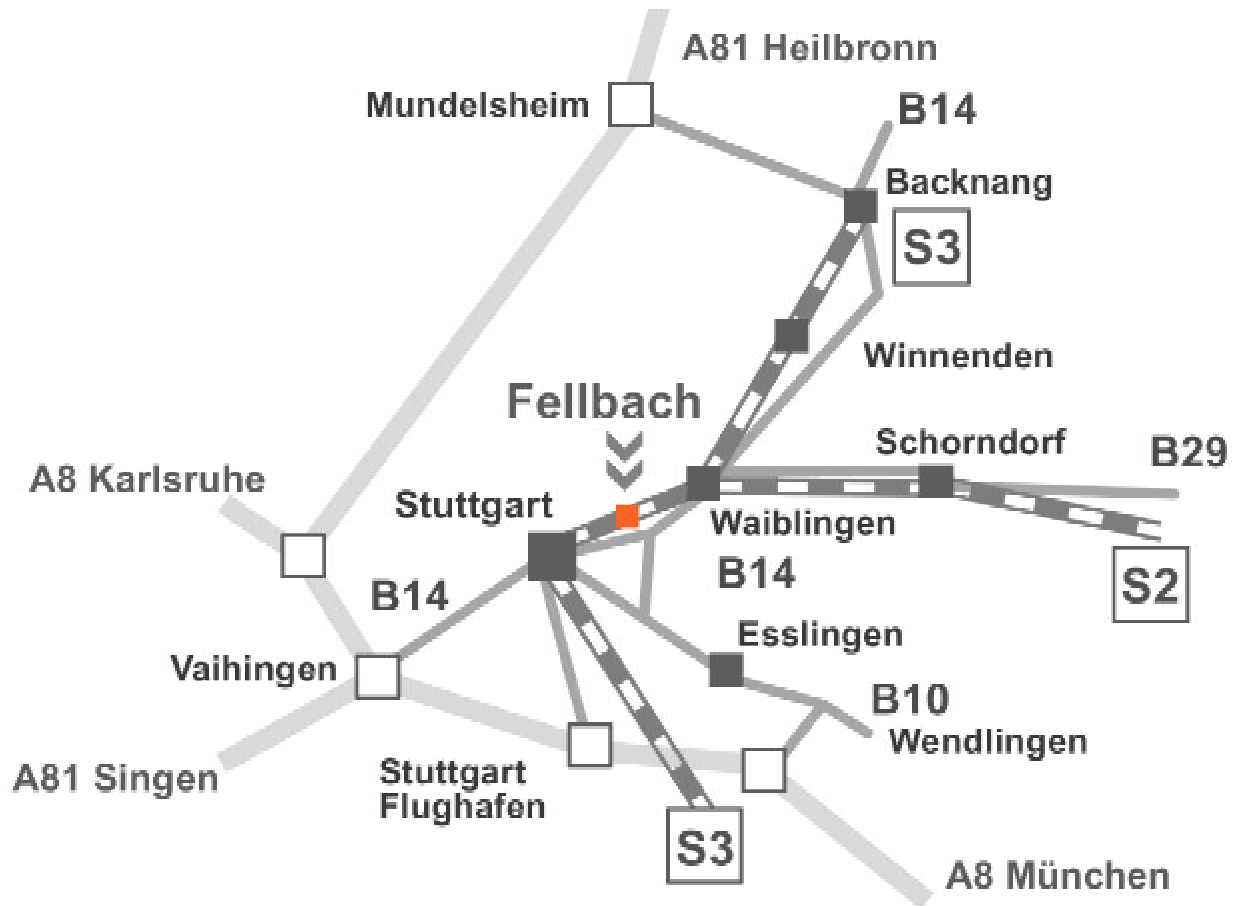 A81 Heilbronn
Mundelsheim
B14
Backnang
S3
Winnenden
Fellbach
Schorndorf
B29
A8 Karlsruhe
Stuttgart
Waiblingen
B14
S2
B14
Esslingen
Vaihingen
B10
Wendlingen
A81 Singen
Stuttgart
Flughafen
S3
A8 München